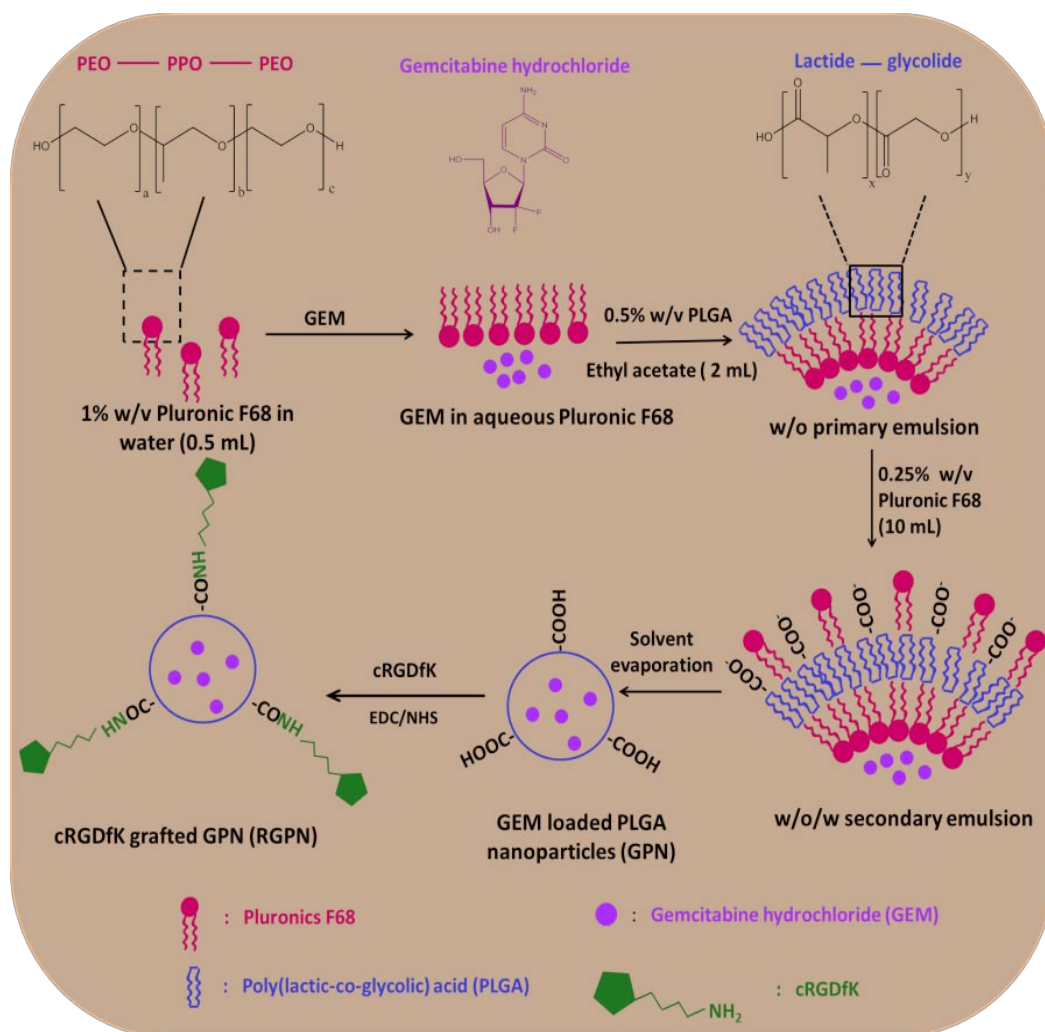 PEO — PPO — PEO
Gemcitabine hydrochloride
Lactide — glycolide
HO
O
a
O
b
O
H
c
NH2
N
N
O
HO
O
OH
F
F
HO
O
O
x
O
O
H
y
1% w/v Pluronic F68 in
water (0.5 mL)
GEM
GEM in aqueous Pluronic F68
0.5% w/v PLGA
Ethyl acetate ( 2 mL)
w/o primary emulsion
0.25% w/v
Pluronic F68
(10 mL)
-COO-
-COO-
-COO-
-COO-
-COO-
w/o/w secondary emulsion
Solvent
evaporation
-COOH
HOOC-
-COOH
GEM loaded PLGA
nanoparticles (GPN)
cRGDfK
EDC/NHS
-CONH
HNOC-
-CONH
cRGDfK grafted GPN (RGPN)
: Pluronics F68
: Gemcitabine hydrochloride (GEM)
: Poly(lactic-co-glycolic) acid (PLGA)
NH2
: cRGDfK